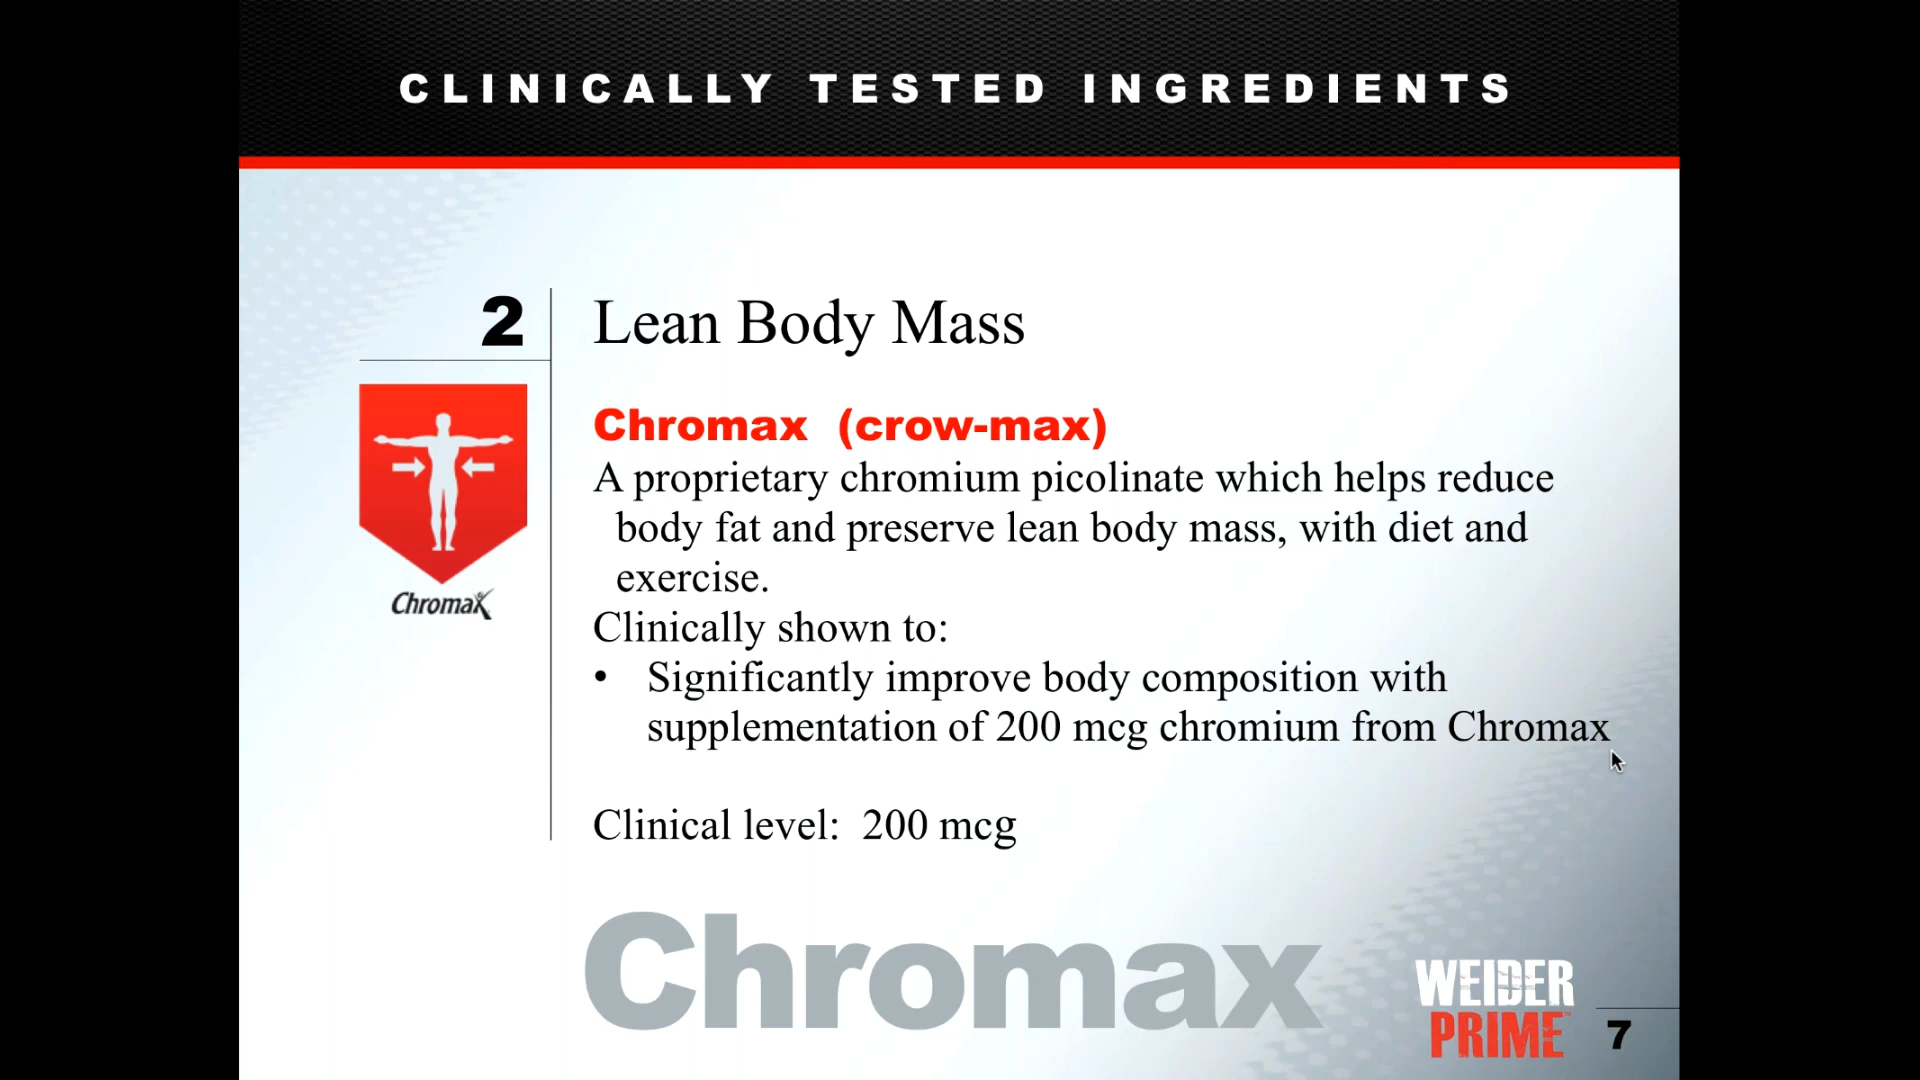 CLINICALLY TESTED INGREDIENTS
2
Lean Body Mass
Chromax (crow-max)
A proprietary chromium picolinate which helps reduce
body fat and preserve lean body mass, with diet and
exercise.
Clinically shown to:
• Significantly improve body composition with
supplementation of 200 mcg chromium from Chromax
Clinical level: 200 mcg
ChromaX
Chromax
WEIDER
PRIME™
7